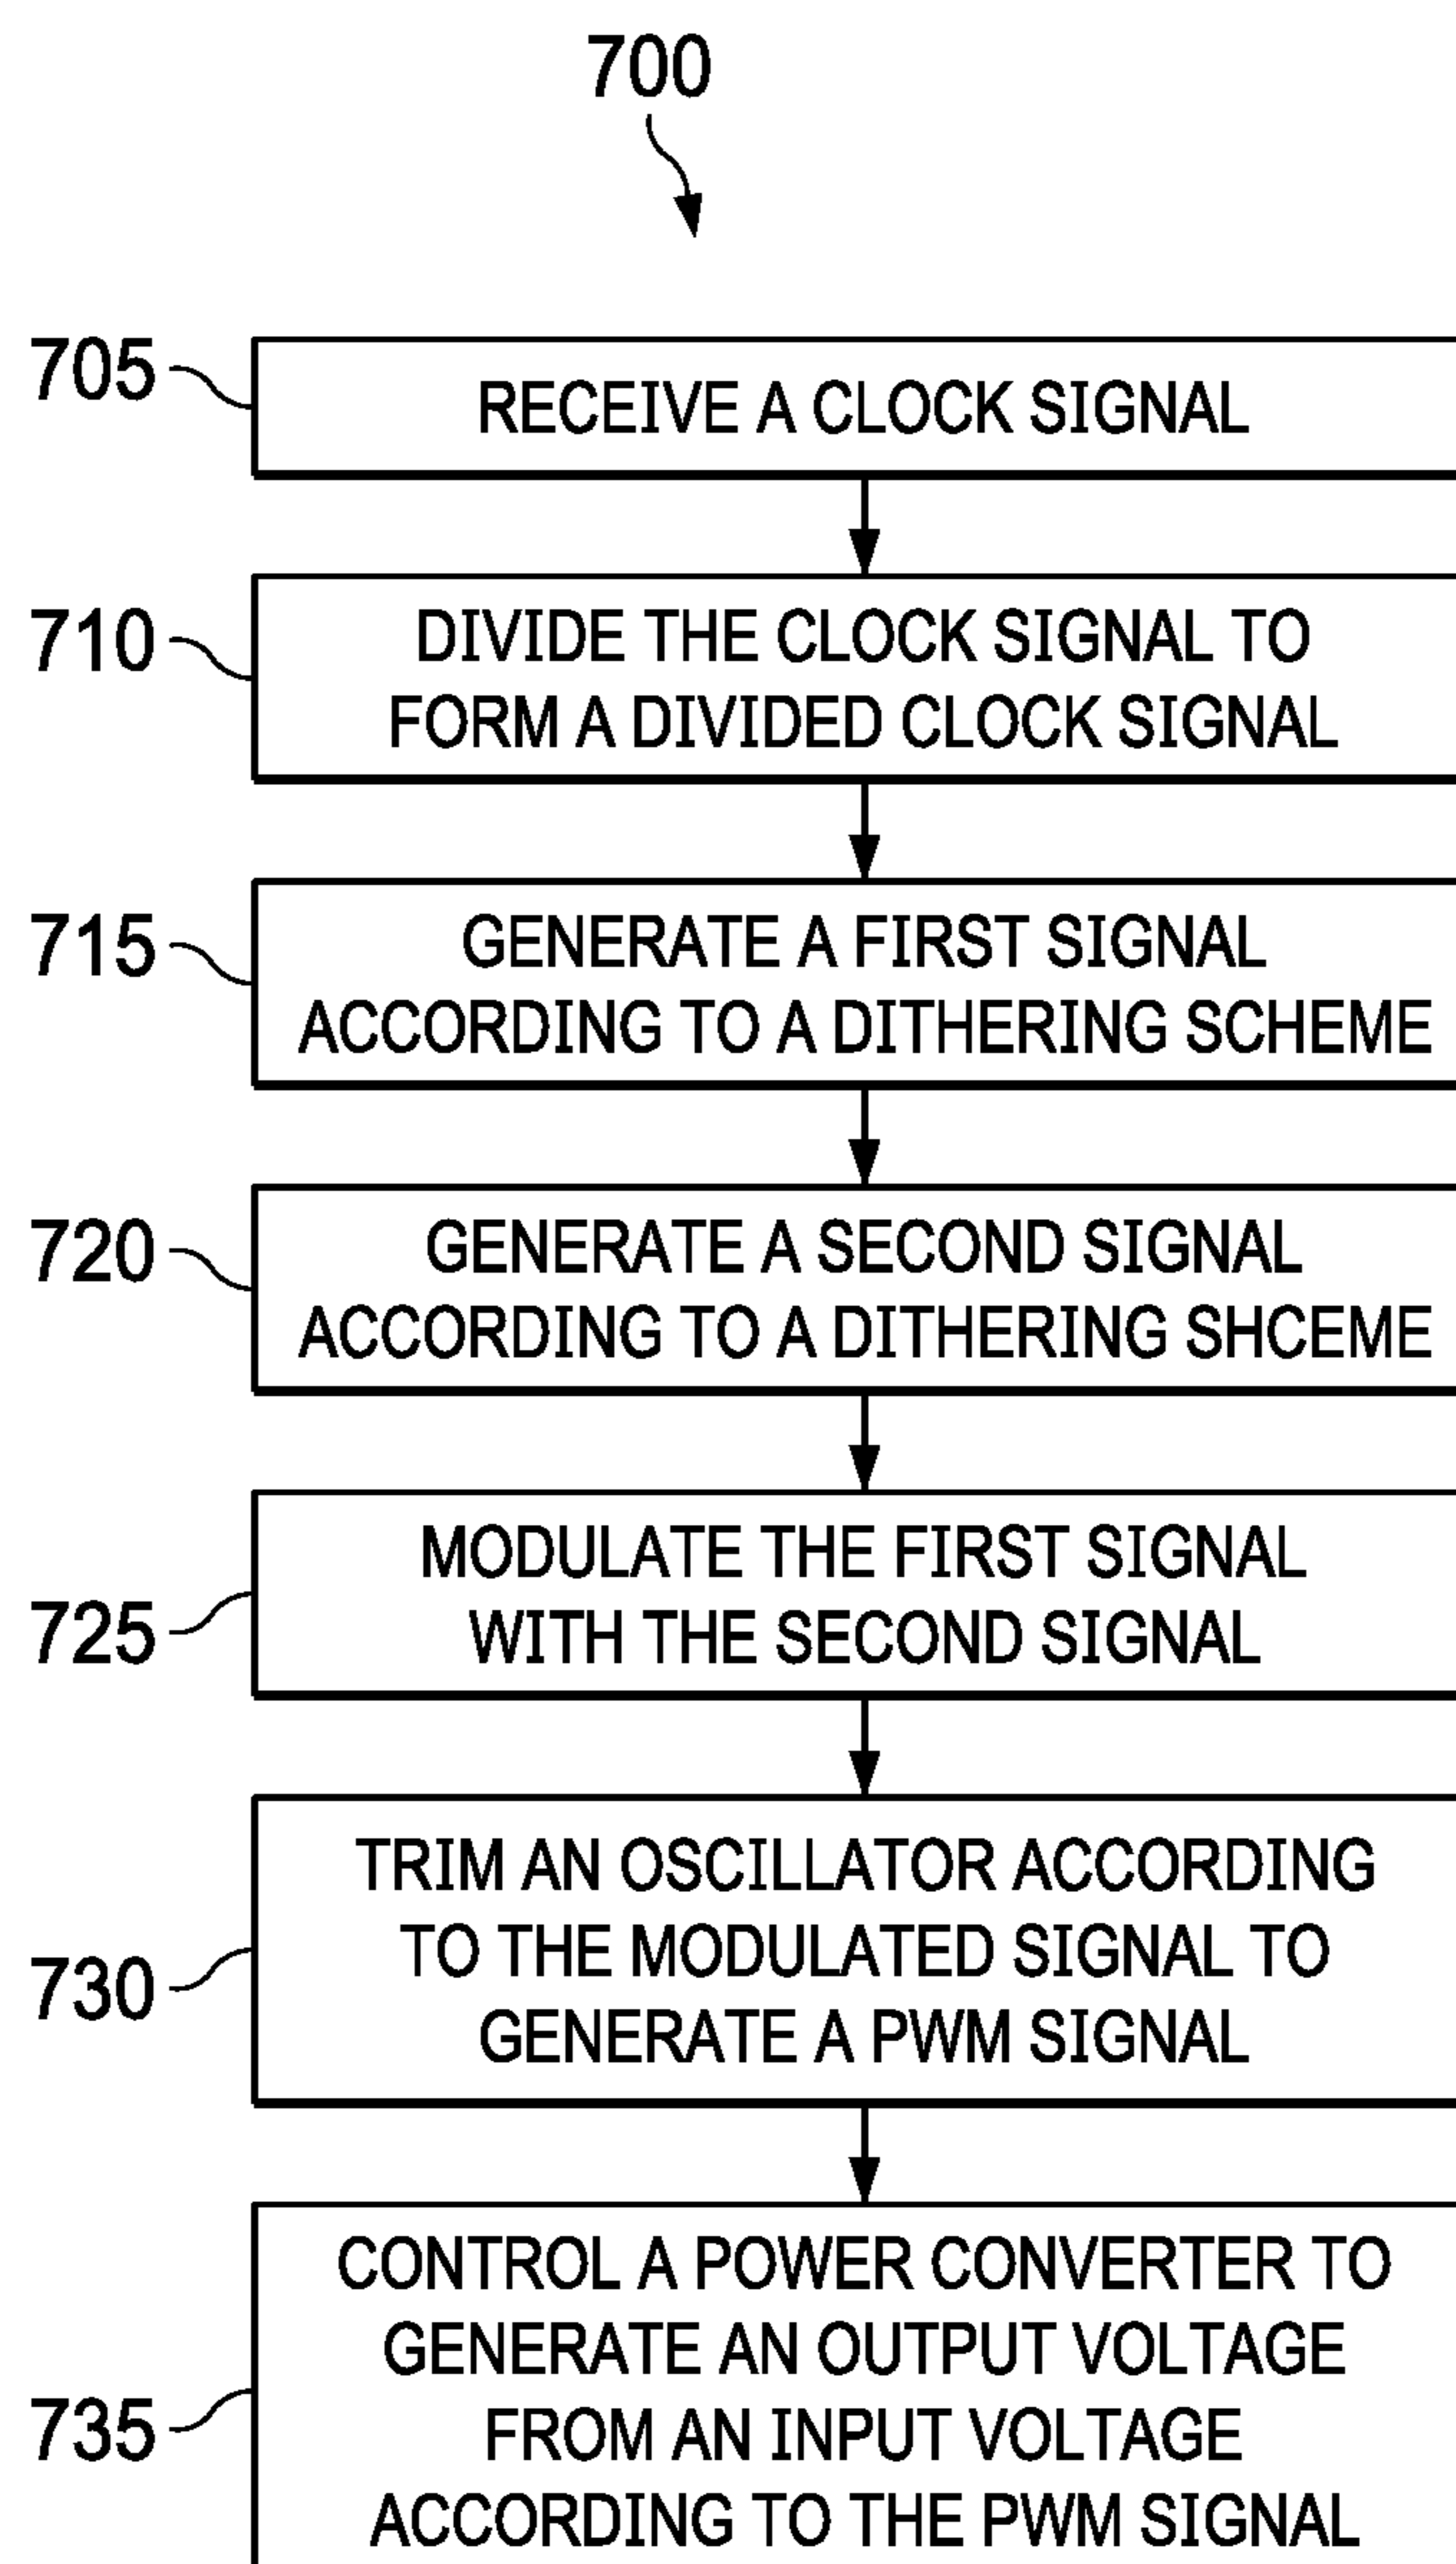 700
705
RECEIVE A CLOCK SIGNAL
710
DIVIDE THE CLOCK SIGNAL TO
FORM A DIVIDED CLOCK SIGNAL
715
GENERATE A FIRST SIGNAL
ACCORDING TO A DITHERING SCHEME
720
GENERATE A SECOND SIGNAL
ACCORDING TO A DITHERING SHCEME
725
MODULATE THE FIRST SIGNAL
WITH THE SECOND SIGNAL
730
TRIM AN OSCILLATOR ACCORDING
TO THE MODULATED SIGNAL TO
GENERATE A PWM SIGNAL
735
CONTROL A POWER CONVERTER TO
GENERATE AN OUTPUT VOLTAGE
FROM AN INPUT VOLTAGE
ACCORDING TO THE PWM SIGNAL